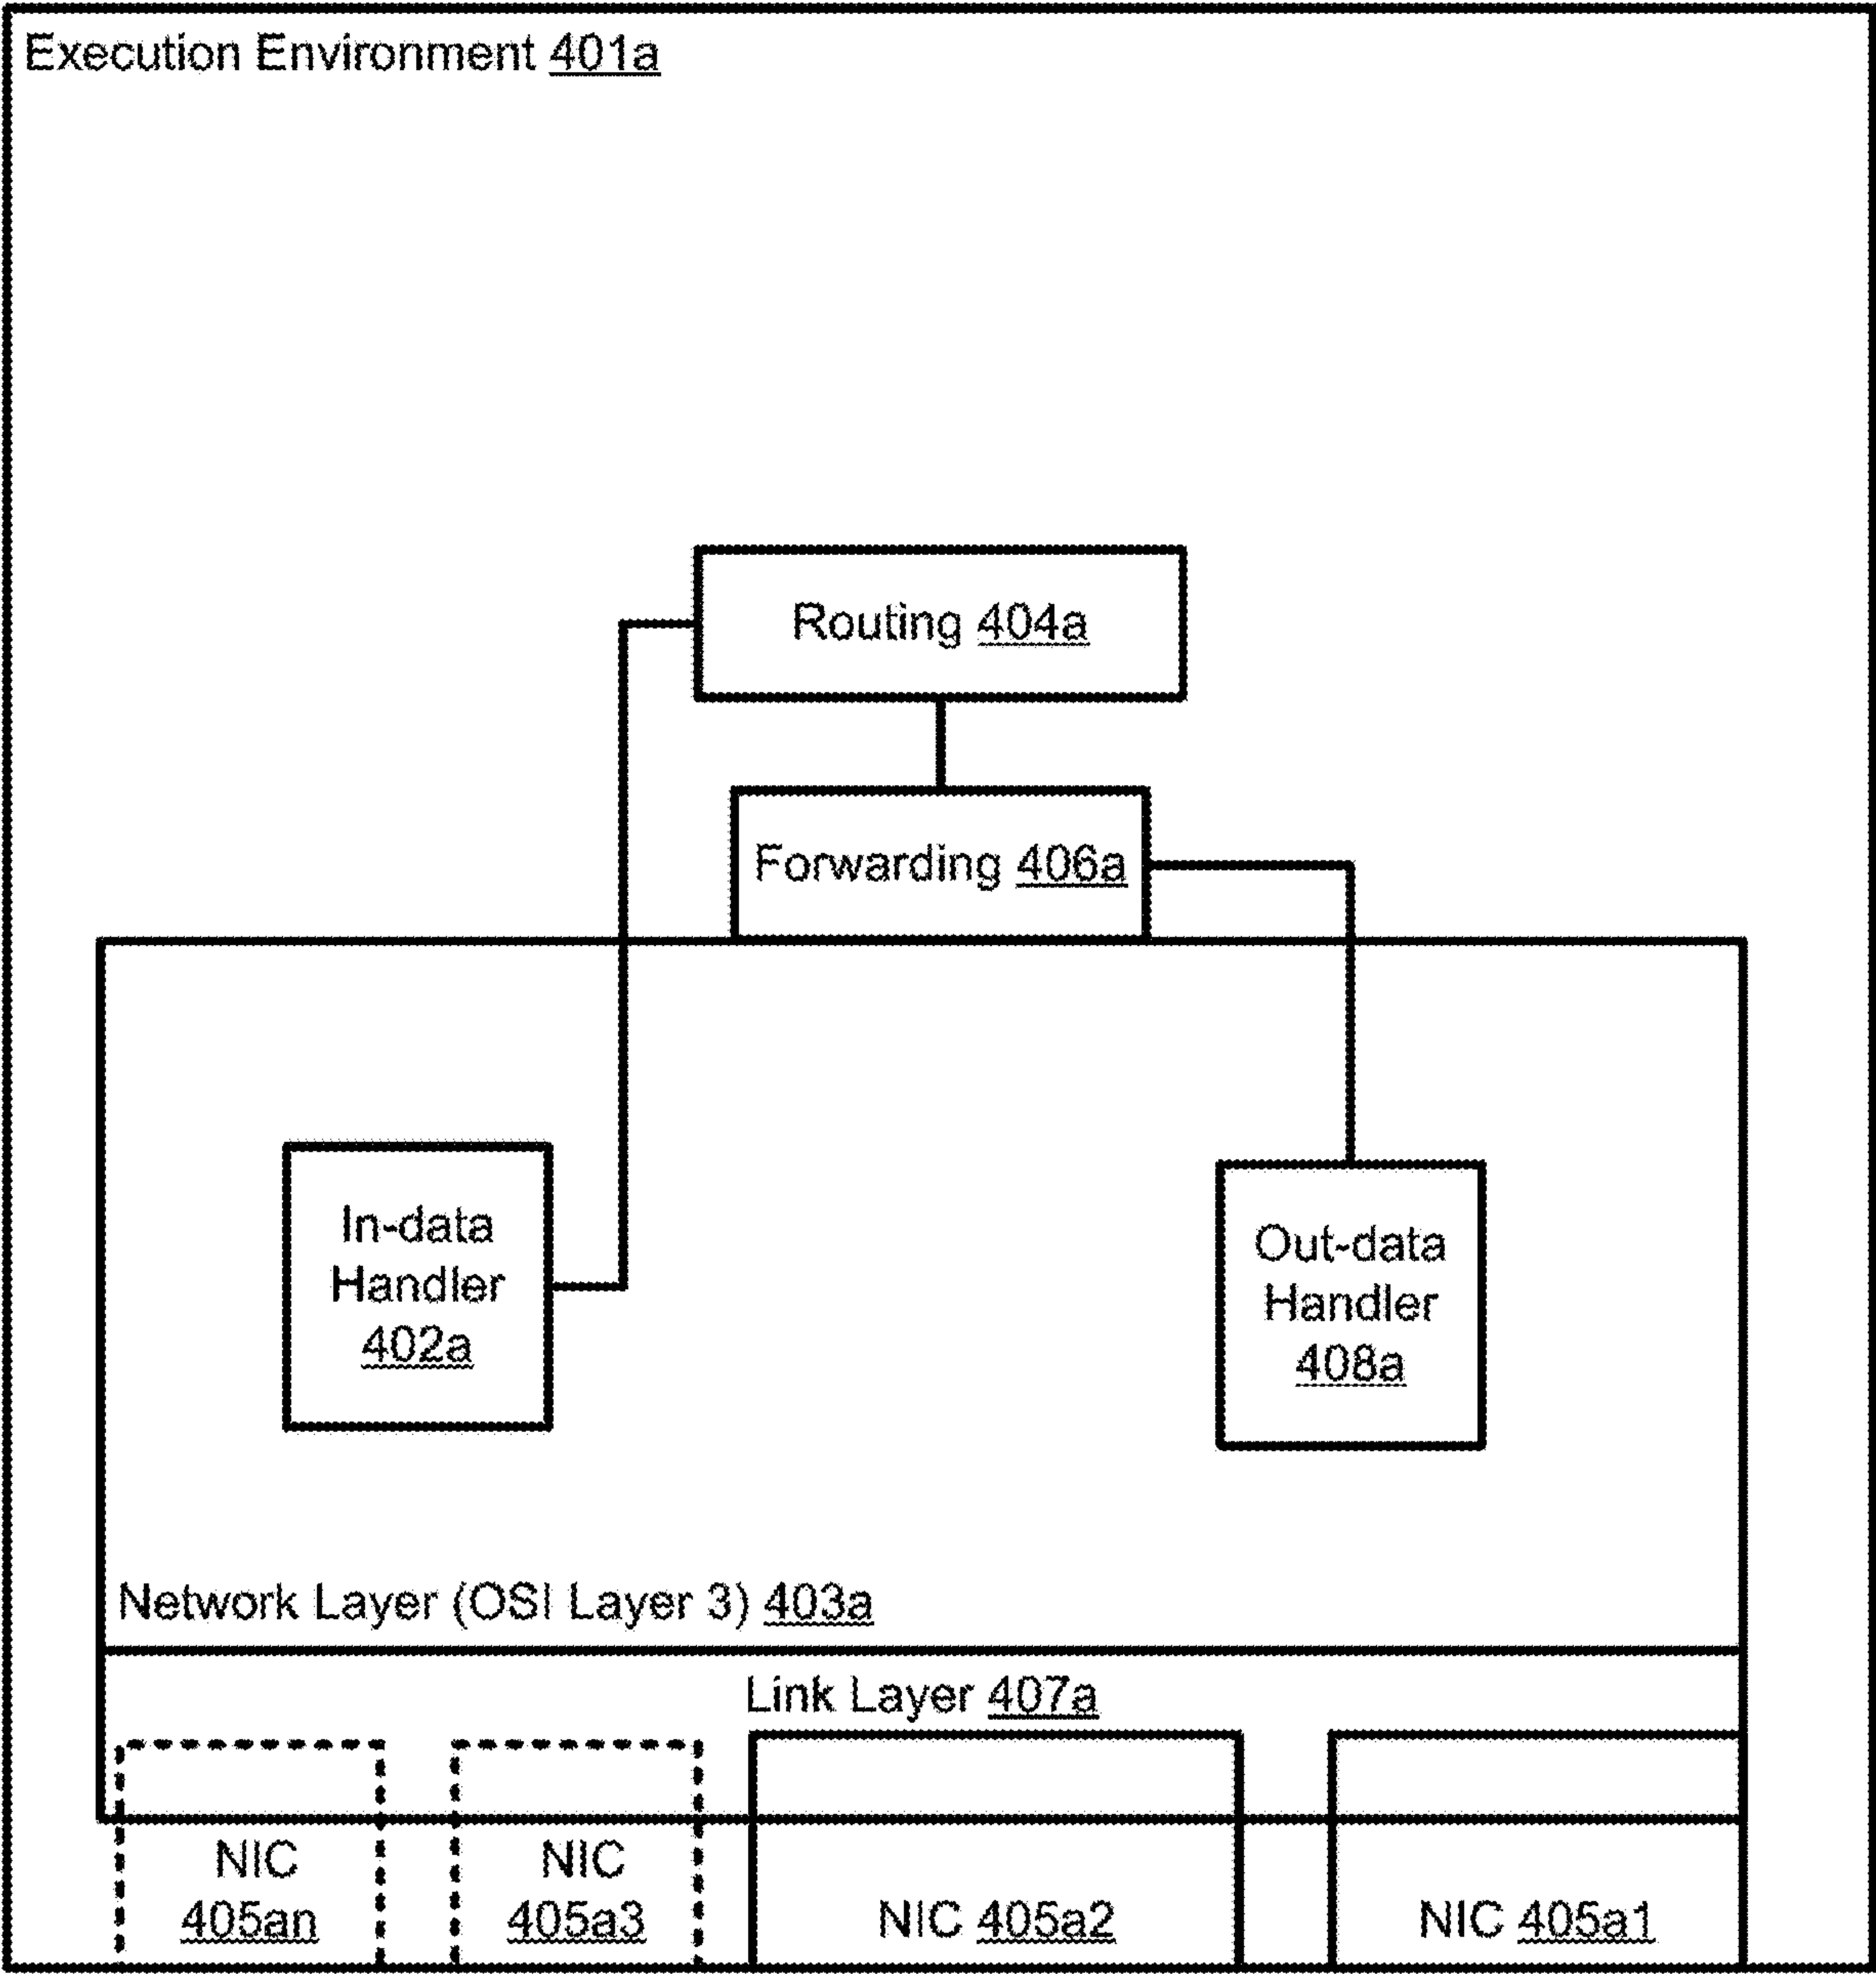 Execution Environment 401a
Routing 404a
Forwarding 406a
In-data
Handler
402a
Out-data
Handler
408a
Network Layer (OSI Layer 3) 403a
Link Layer 407a
NIC
405an
NIC
405a3
NIC 405a2
NIC 405a1